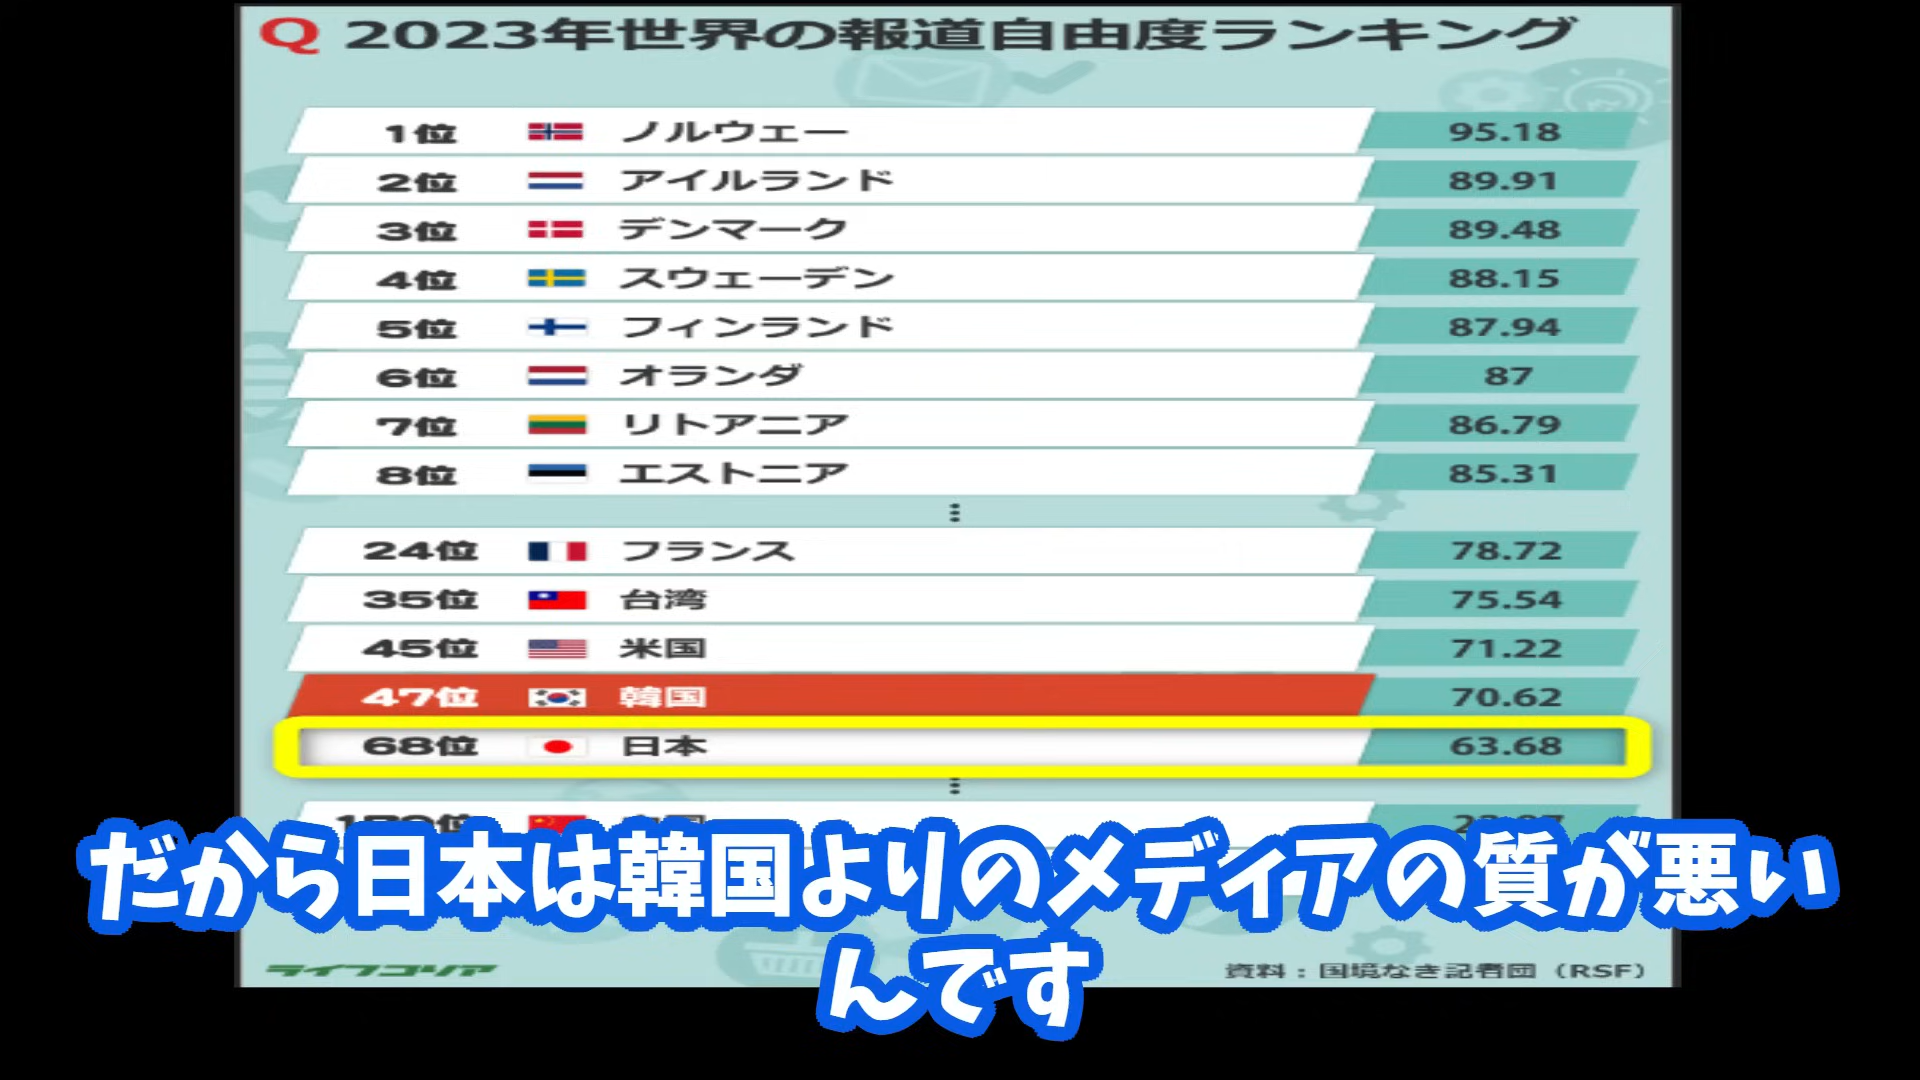 Q 2023年世界の報道自由度ランキング
1位 ノルウェー 95.18
2位 アイルランド 89.91
3位 デンマーク 89.48
4位 スウェーデン 88.15
5位 フィンランド 87.94
6位 オランダ 87
7位 リトアニア 86.79
8位 エストニア 85.31
24位 フランス 78.72
35位 台湾 75.54
45位 米国 71.22
47位 韓国 70.62
68位 日本 63.68
だから日本は韓国よりのメディアの質が悪い
んです
ライフコリア
資料：国境なき記者団（RSF）